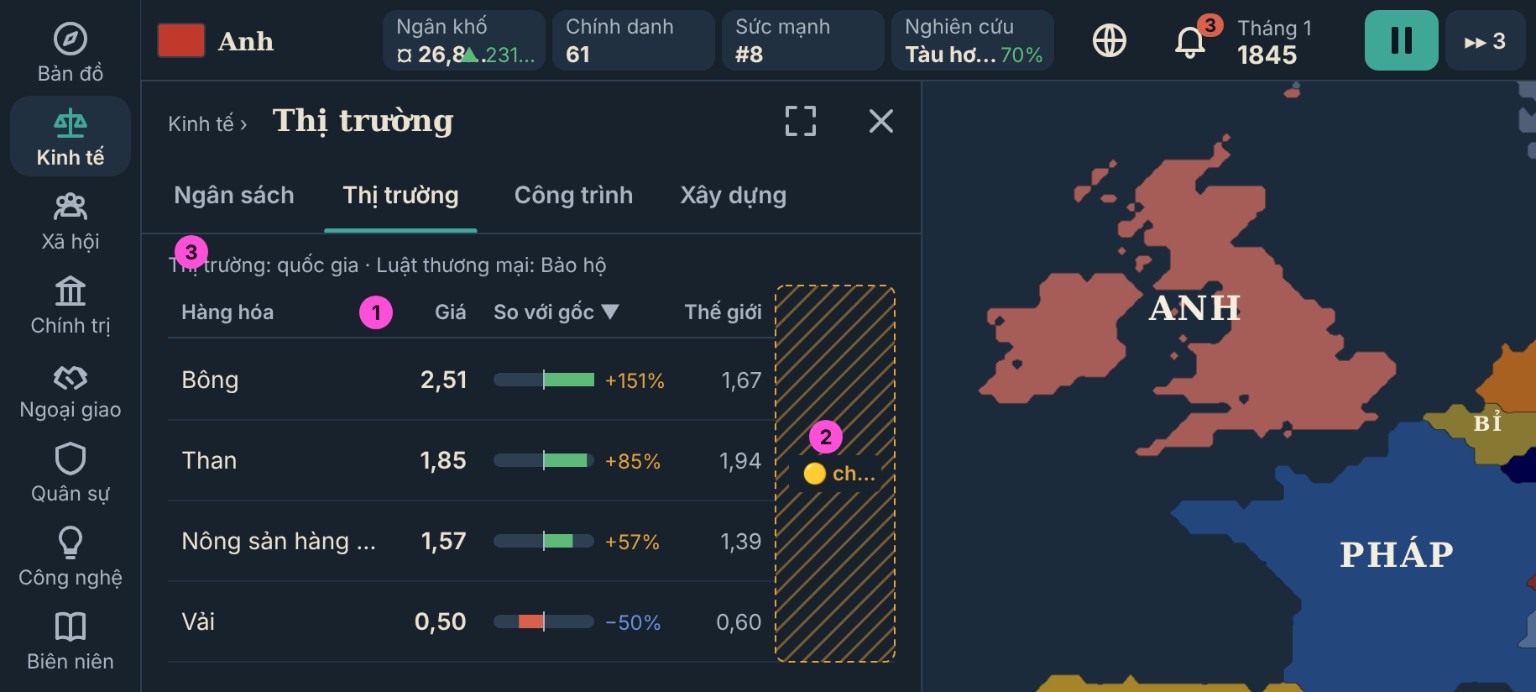 Anh
Ngân khố
¤ 26,8▲.231...
Chính danh
61
Sức mạnh
#8
Nghiên cứu
Tàu hơ... 70%
3
Tháng 1
1845
3
Bản đồ
Kinh tế
Xã hội
Chính trị
Ngoại giao
Quân sự
Công nghệ
Biên niên
Kinh tế › Thị trường
Ngân sách Thị trường Công trình Xây dựng
3
Thị trường: quốc gia · Luật thương mại: Bảo hộ
Hàng hóa 1 Giá So với gốc ▼ Thế giới
Bông 2,51 +151% 1,67
Than 1,85 +85% 1,94
2
ch...
Nông sản hàng ... 1,57 +57% 1,39
Vải 0,50 −50% 0,60
ANH
BỈ
PHÁP